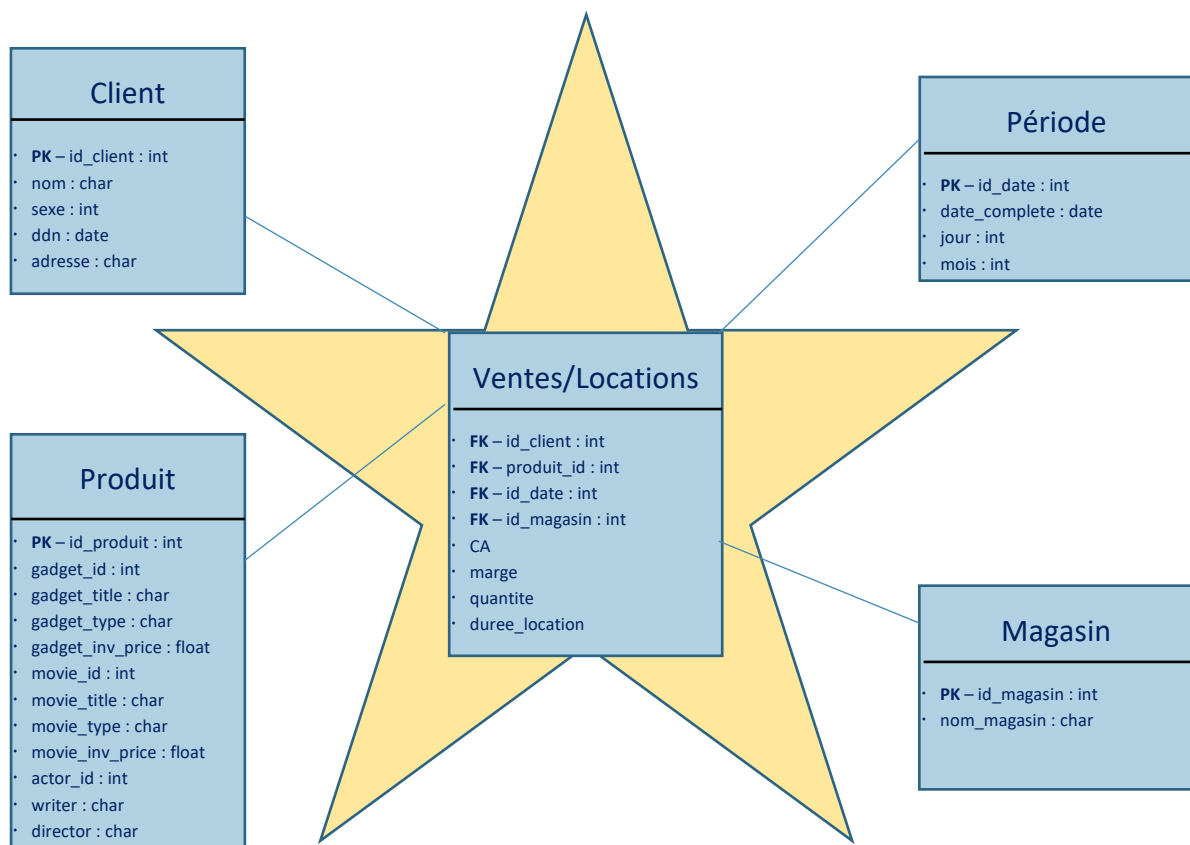 Client
· PK – id_client : int
· nom : char
· sexe : int
· ddn : date
· adresse : char
Période
· PK – id_date : int
· date_complete : date
· jour : int
· mois : int
Ventes/Locations
· FK – id_client : int
· FK – produit_id : int
· FK – id_date : int
· FK – id_magasin : int
· CA
· marge
· quantite
· duree_location
Produit
· PK – id_produit : int
· gadget_id : int
· gadget_title : char
· gadget_type : char
· gadget_inv_price : float
· movie_id : int
· movie_title : char
· movie_type : char
· movie_inv_price : float
· actor_id : int
· writer : char
· director : char
Magasin
· PK – id_magasin : int
· nom_magasin : char